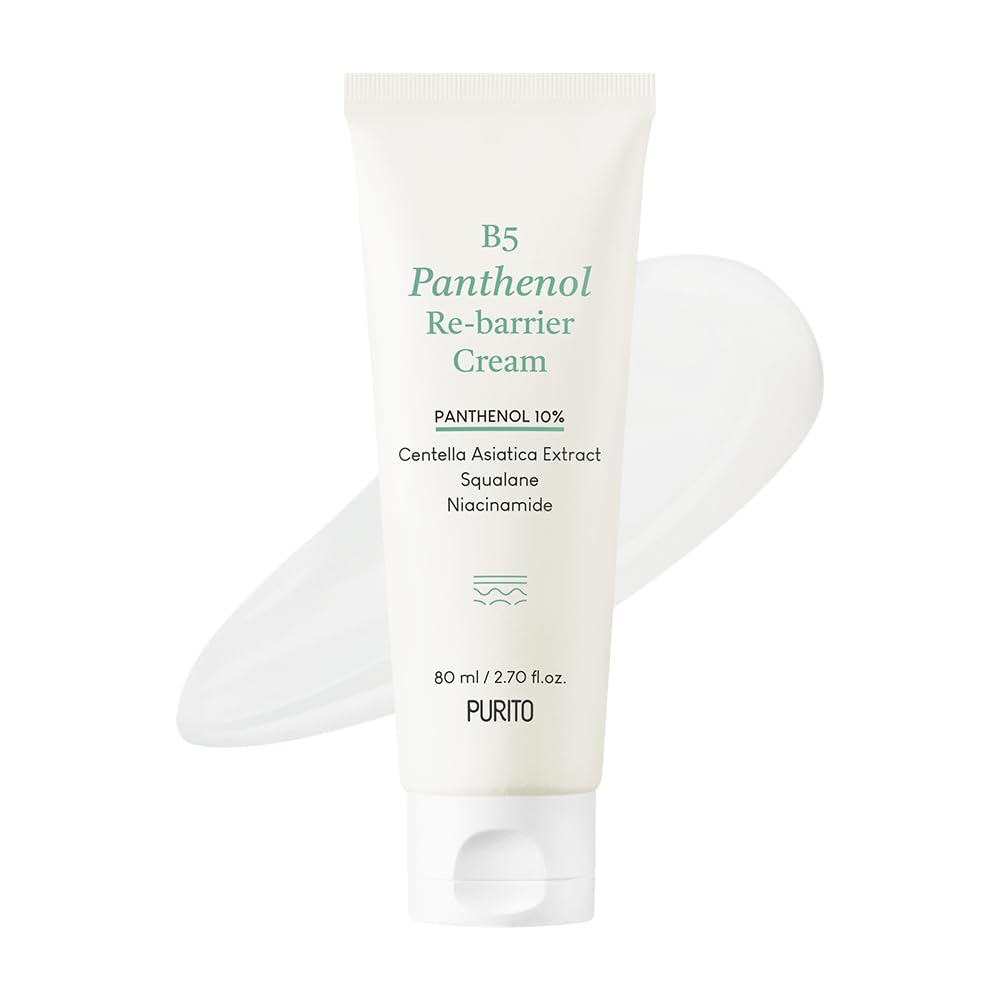 B5
Panthenol
Re-barrier
Cream
PANTHENOL 10%
Centella Asiatica Extract
Squalane
Niacinamide
80 ml / 2.70 fl.oz.
PURITO